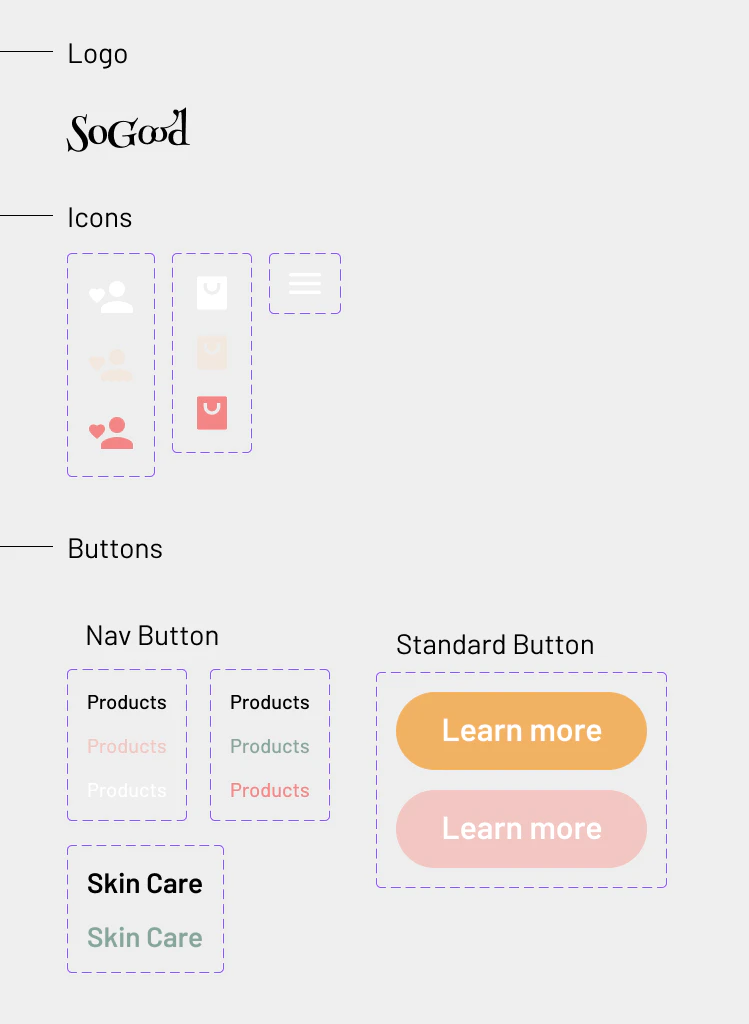 Logo
SoGood
Icons
Buttons
Nav Button
Products
Products
Products
Products
Products
Products
Skin Care
Skin Care
Standard Button
Learn more
Learn more